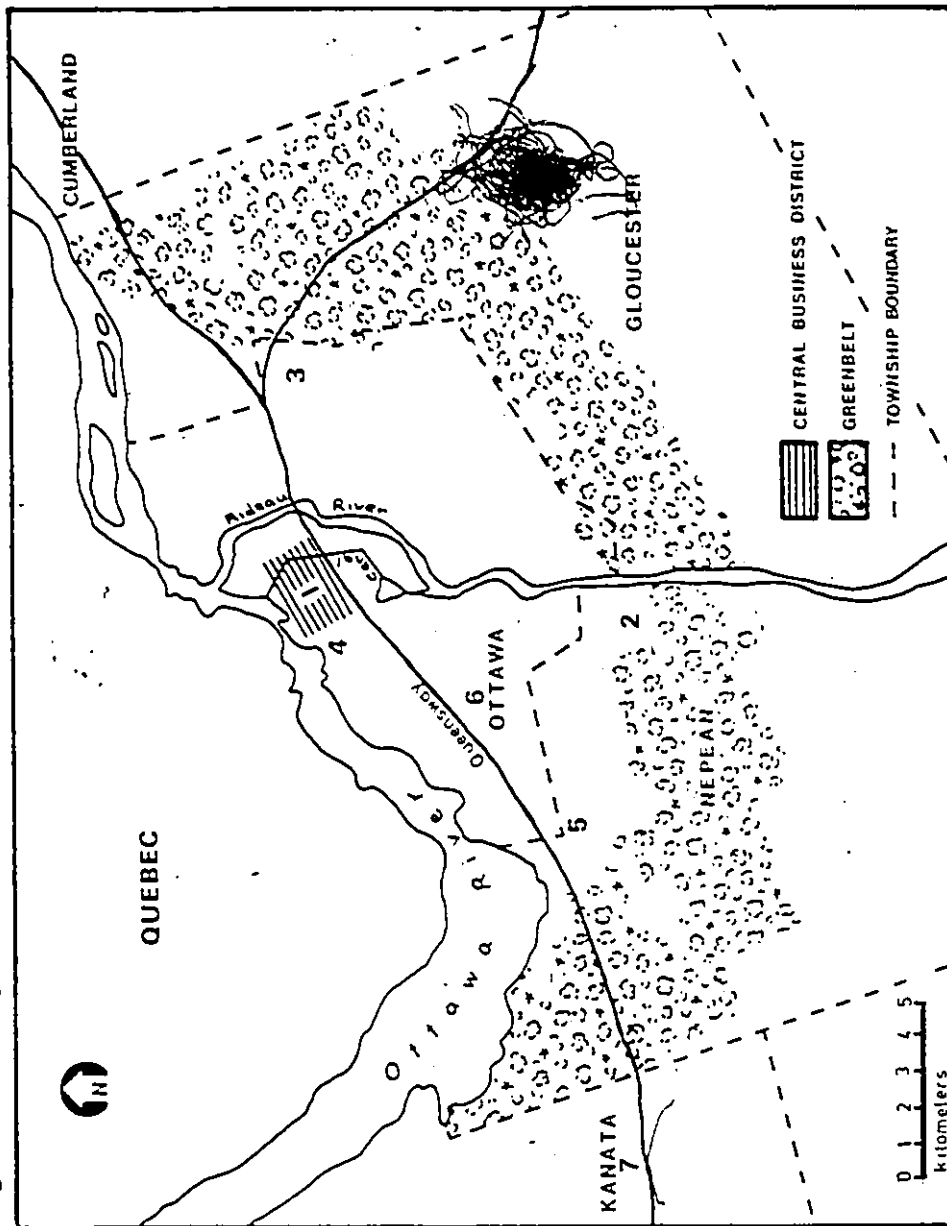 QUEBEC
CUMBERLAND
N
Ottawa River
Rideau
River
Canal
1
4
3
Queensway
6
OTTAWA
5
2
NEPEAN
GLOUCESTER
KANATA
7
0 1 2 3 4 5
kilometers
CENTRAL BUSINESS DISTRICT
GREENBELT
TOWNSHIP BOUNDARY